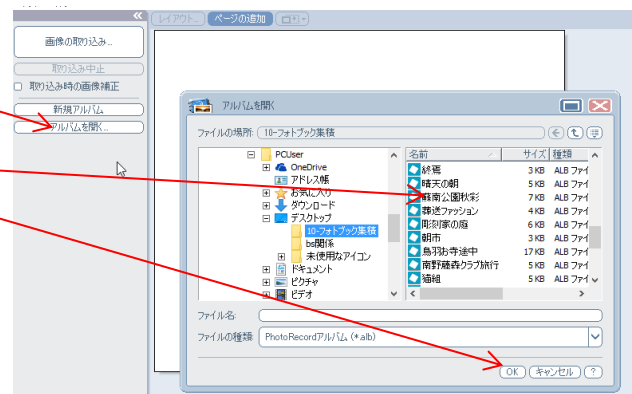 レイアウト... ページの追加
画像の取り込み...
取り込み中止
取り込み時の画像補正
新規アルバム
アルバムを開く...
アルバムを開く
ファイルの場所: 10-フォトブック集積
PCUser
OneDrive
アドレス帳
お気に入り
ダウンロード
デスクトップ
10-フォトブック集積
bs関係
未使用なアイコン
ドキュメント
ピクチャ
ビデオ
名前 サイズ 種類
終焉 3 KB ALB ファイ
晴天の朝 5 KB ALB ファイ
蘇南公園秋彩 7 KB ALB ファイ
葬送ファッション 4 KB ALB ファイ
彫刻家の庭 6 KB ALB ファイ
朝市 3 KB ALB ファイ
鳥羽お寺途中 17 KB ALB ファイ
南野藤森クラブ旅行 5 KB ALB ファイ
猫組 5 KB ALB ファイ
ファイル名:
ファイルの種類 PhotoRecordアルバム (*.alb)
OK キャンセル ?